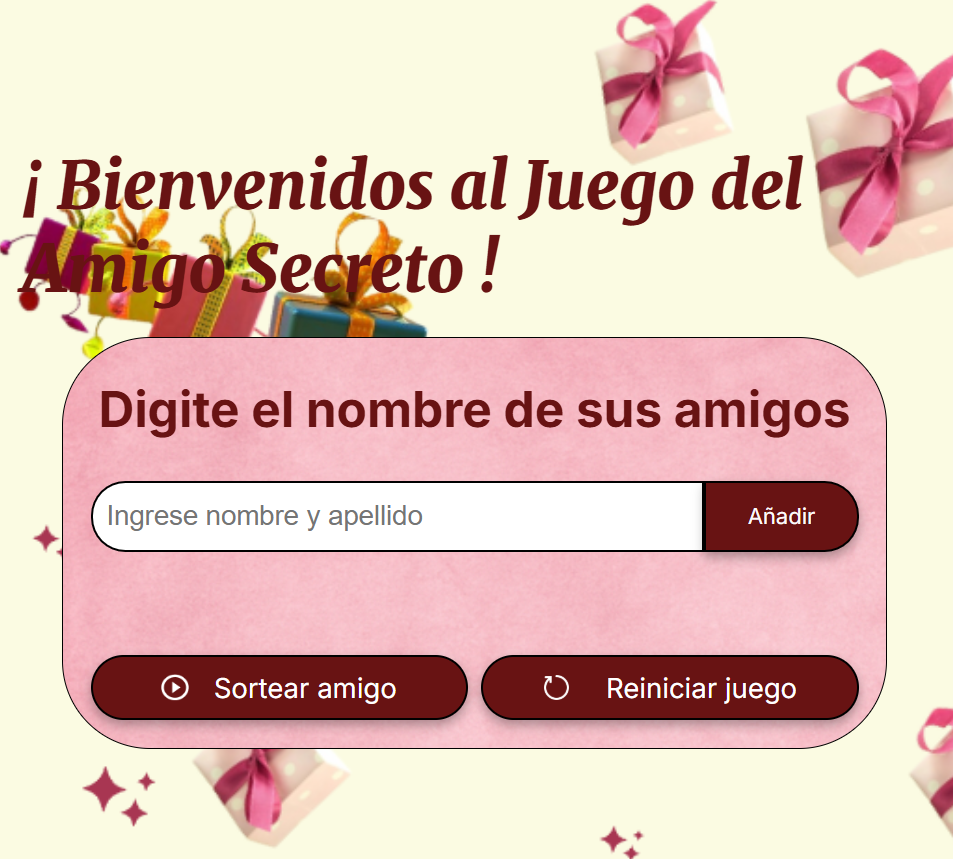 ¡ Bienvenidos al Juego del
Amigo Secreto !
Digite el nombre de sus amigos
Ingrese nombre y apellido
Añadir
Sortear amigo
Reiniciar juego